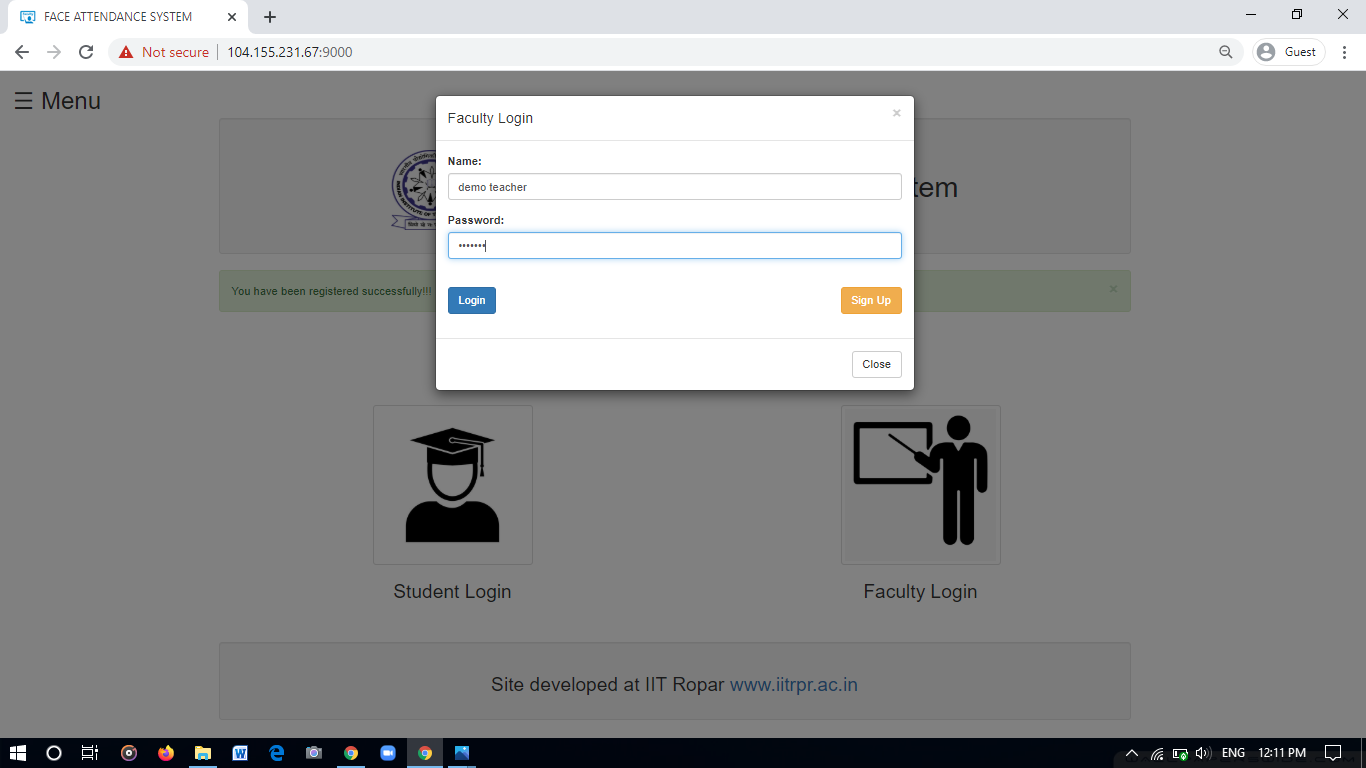 FACE ATTENDANCE SYSTEM
Not secure
104.155.231.67:9000
Guest
☰ Menu
Faculty Login
×
Name:
demo teacher
tem
Password:
•••••••
You have been registered successfully!!!
×
Login
Sign Up
Close
Student Login
Faculty Login
Site developed at IIT Ropar www.iitrpr.ac.in
ENG
12:11 PM